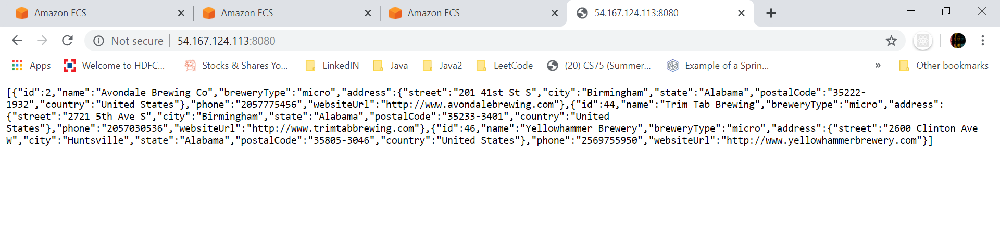 Amazon ECS
Amazon ECS
Amazon ECS
54.167.124.113:8080
Not secure
54.167.124.113:8080
Apps
Welcome to HDFC...
Stocks & Shares Yo...
LinkedIN
Java
Java2
LeetCode
(20) CS75 (Summer...
Example of a Sprin...
»
Other bookmarks
[{"id":2,"name":"Avondale Brewing Co","breweryType":"micro","address":{"street":"201 41st St S","city":"Birmingham","state":"Alabama","postalCode":"35222-
1932","country":"United States"},"phone":"2057775456","websiteUrl":"http://www.avondalebrewing.com"},{"id":44,"name":"Trim Tab Brewing","breweryType":"micro","address":
{"street":"2721 5th Ave S","city":"Birmingham","state":"Alabama","postalCode":"35233-3401","country":"United
States"},"phone":"2057030536","websiteUrl":"http://www.trimtabbrewing.com"},{"id":46,"name":"Yellowhammer Brewery","breweryType":"micro","address":{"street":"2600 Clinton Ave
W","city":"Huntsville","state":"Alabama","postalCode":"35805-3046","country":"United States"},"phone":"2569755950","websiteUrl":"http://www.yellowhammerbrewery.com"}]